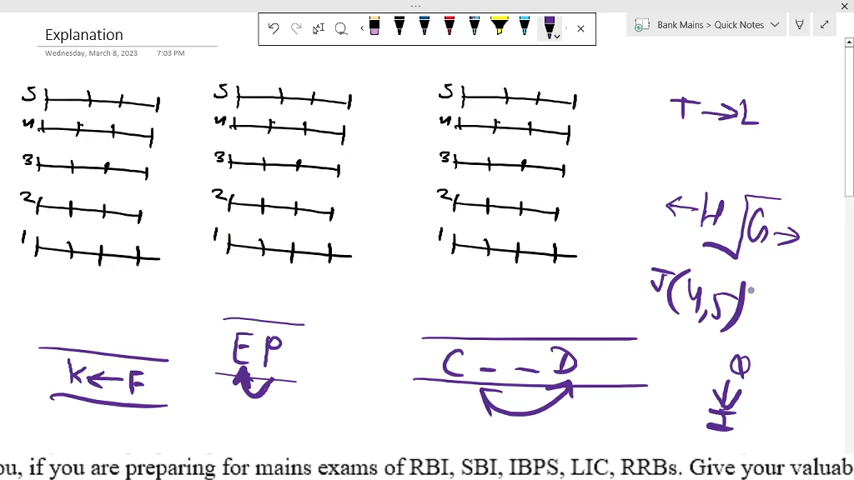 Explanation
Wednesday, March 8, 2023 7:03 PM
Bank Mains > Quick Notes
5 5 5
4 4 4
3 3 3
2 2 2
1 1 1
T → L
← H G →
J (4,5)
K ← F
E P
C _ _ D
Q
I
ou, if you are preparing for mains exams of RBI, SBI, IBPS, LIC, RRBs. Give your valuab